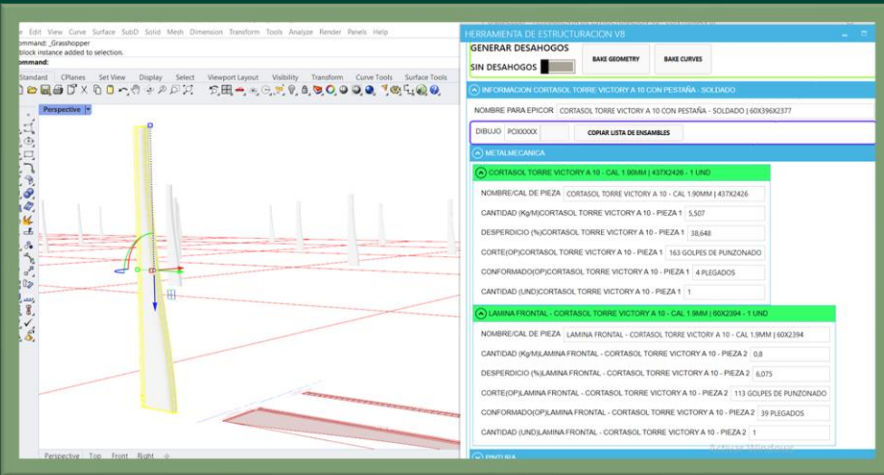 Edit View Curve Surface SubD Solid Mesh Dimension Transform Tools Analyze Render Panels Help
ommand: _Grasshopper
block instance added to selection.
ommand:
Standard CPlanes Set View Display Select Viewport Layout Visibility Transform Curve Tools Surface Tools
Perspective
Perspective Top Front Right
HERRAMIENTA DE ESTRUCTURACION V8
GENERAR DESAHOGOS
SIN DESAHOGOS
BAKE GEOMETRY BAKE CURVES
INFORMACION CORTASOL TORRE VICTORY A 10 CON PESTAÑA - SOLDADO
NOMBRE PARA EPICOR CORTASOL TORRE VICTORY A 10 CON PESTAÑA - SOLDADO | 60X396X2377
DIBUJO COPIAR LISTA DE ENSAMBLES
METALMECANICA
CORTASOL TORRE VICTORY A 10 - CAL 1.90MM | 437X2426 - 1 UND
NOMBRE/CAL DE PIEZA CORTASOL TORRE VICTORY A 10 - CAL 1.90MM | 437X2426
CANTIDAD (Kg/M)CORTASOL TORRE VICTORY A 10 - PIEZA 1 5,507
DESPERDICIO (%)CORTASOL TORRE VICTORY A 10 - PIEZA 1 38,648
CORTE(OP)CORTASOL TORRE VICTORY A 10 - PIEZA 1 163 GOLPES DE PUNZONADO
CONFORMADO(OP)CORTASOL TORRE VICTORY A 10 - PIEZA 1 4 PLEGADOS
CANTIDAD (UND)CORTASOL TORRE VICTORY A 10 - PIEZA 1 1
LAMINA FRONTAL - CORTASOL TORRE VICTORY A 10 - CAL 1.9MM | 60X2394 - 1 UND
NOMBRE/CAL DE PIEZA LAMINA FRONTAL - CORTASOL TORRE VICTORY A 10 - CAL 1.9MM | 60X2394
CANTIDAD (Kg/M)LAMINA FRONTAL - CORTASOL TORRE VICTORY A 10 - PIEZA 2 0,8
DESPERDICIO (%)LAMINA FRONTAL - CORTASOL TORRE VICTORY A 10 - PIEZA 2 6,075
CORTE(OP)LAMINA FRONTAL - CORTASOL TORRE VICTORY A 10 - PIEZA 2 113 GOLPES DE PUNZONADO
CONFORMADO(OP)LAMINA FRONTAL - CORTASOL TORRE VICTORY A 10 - PIEZA 2 39 PLEGADOS
CANTIDAD (UND)LAMINA FRONTAL - CORTASOL TORRE VICTORY A 10 - PIEZA 2 1
PINTURA